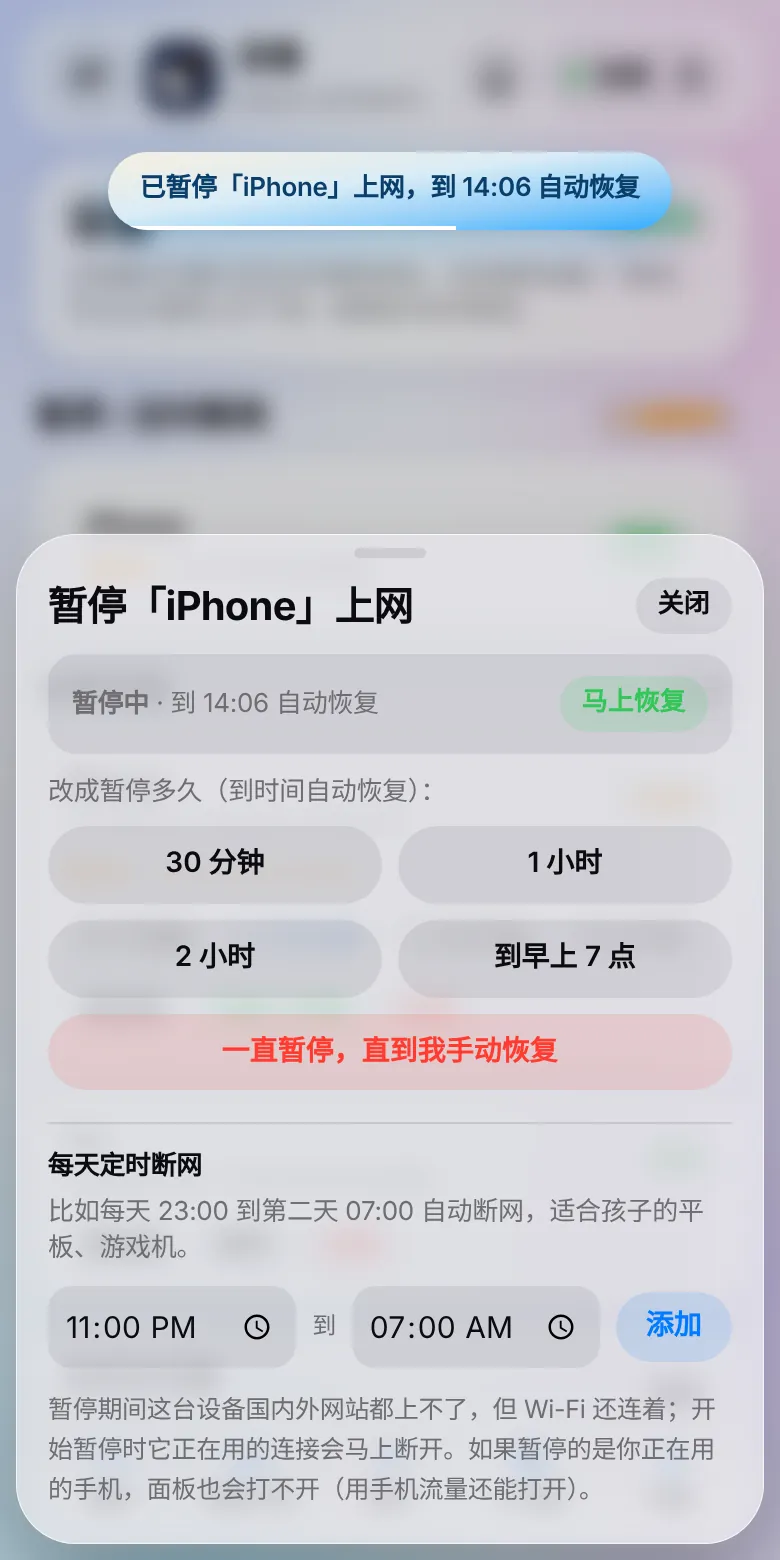 已暂停「iPhone」上网，到 14:06 自动恢复
暂停「iPhone」上网
关闭
暂停中 · 到 14:06 自动恢复
马上恢复
改成暂停多久（到时间自动恢复）：
30 分钟
1 小时
2 小时
到早上 7 点
一直暂停，直到我手动恢复
每天定时断网
比如每天 23:00 到第二天 07:00 自动断网，适合孩子的平
板、游戏机。
11:00 PM
到
07:00 AM
添加
暂停期间这台设备国内外网站都上不了，但 Wi-Fi 还连着；开
始暂停时它正在用的连接会马上断开。如果暂停的是你正在用
的手机，面板也会打不开（用手机流量还能打开）。